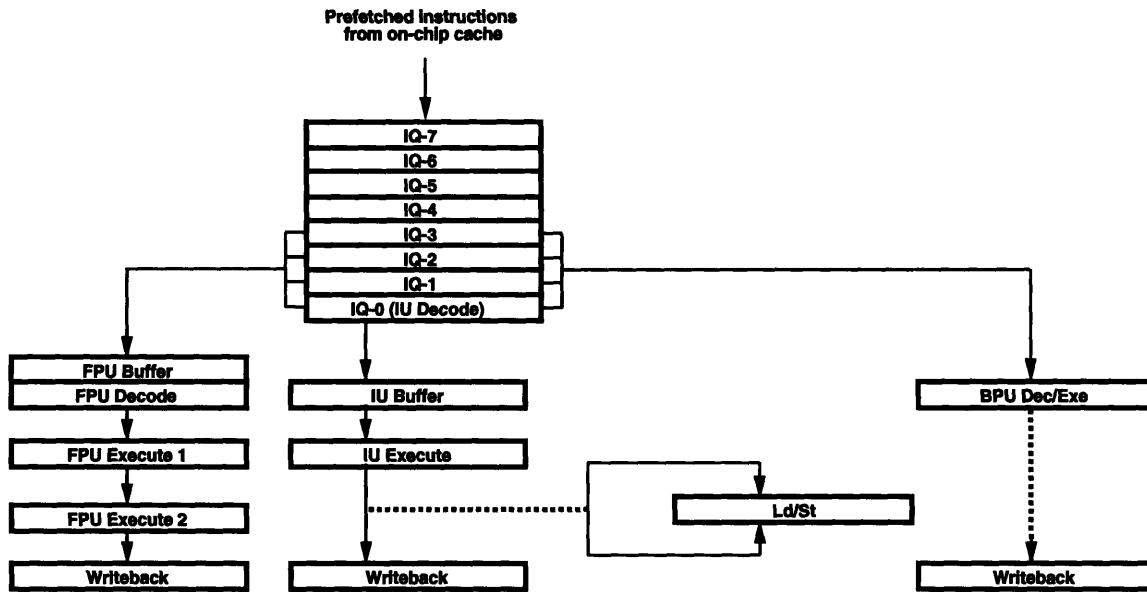 Prefetched instructions
from on-chip cache
IQ-7
IQ-6
IQ-5
IQ-4
IQ-3
IQ-2
IQ-1
IQ-0 (IU Decode)
FPU Buffer
FPU Decode
FPU Execute 1
FPU Execute 2
Writeback
IU Buffer
IU Execute
Writeback
Ld/St
BPU Dec/Exe
Writeback